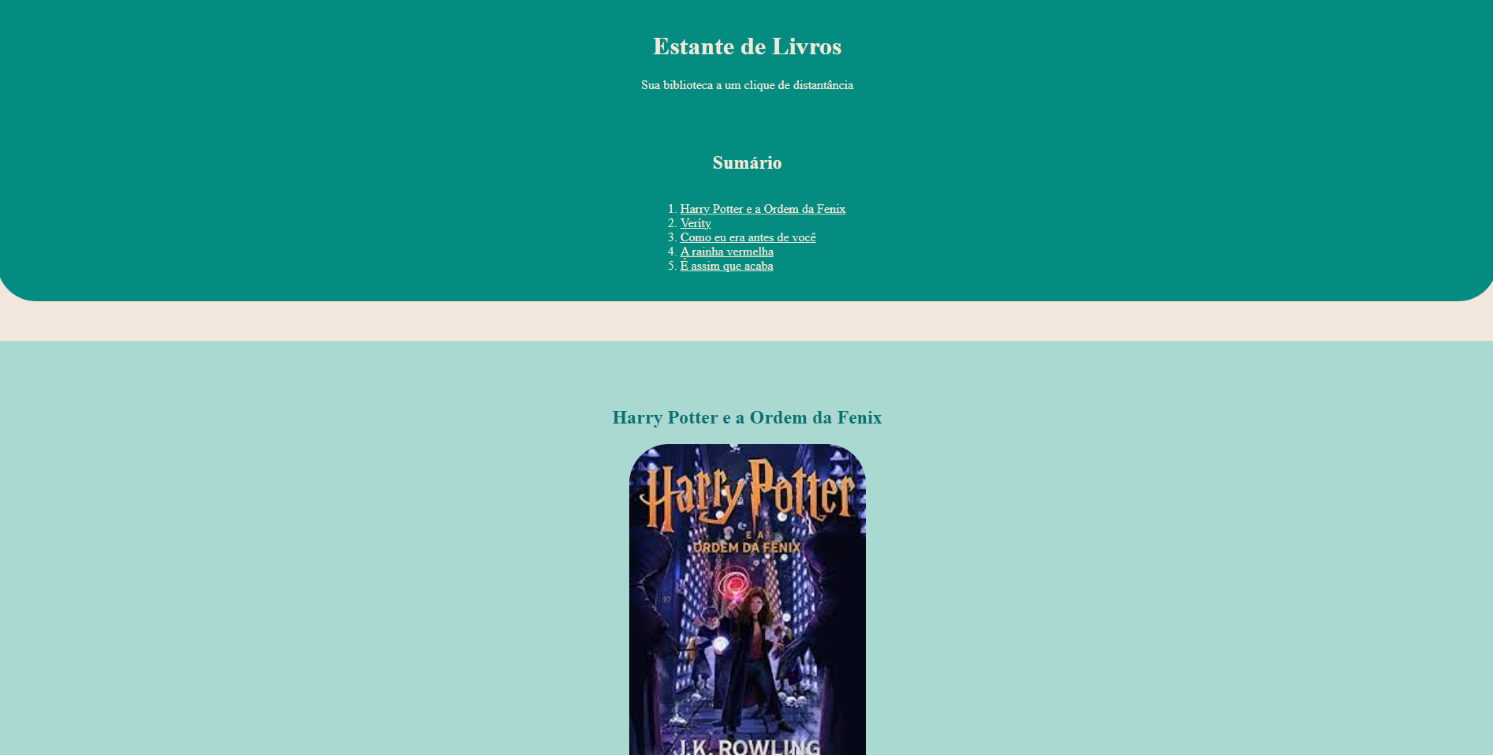 Estante de Livros
Sua biblioteca a um clique de distantância
Sumário
1. Harry Potter e a Ordem da Fenix
2. Veríty
3. Como eu era antes de você
4. A rainha vermelha
5. É assim que acaba
Harry Potter e a Ordem da Fenix
Harry Potter
E A
ORDEM DA FENIX
J.K. ROWLING